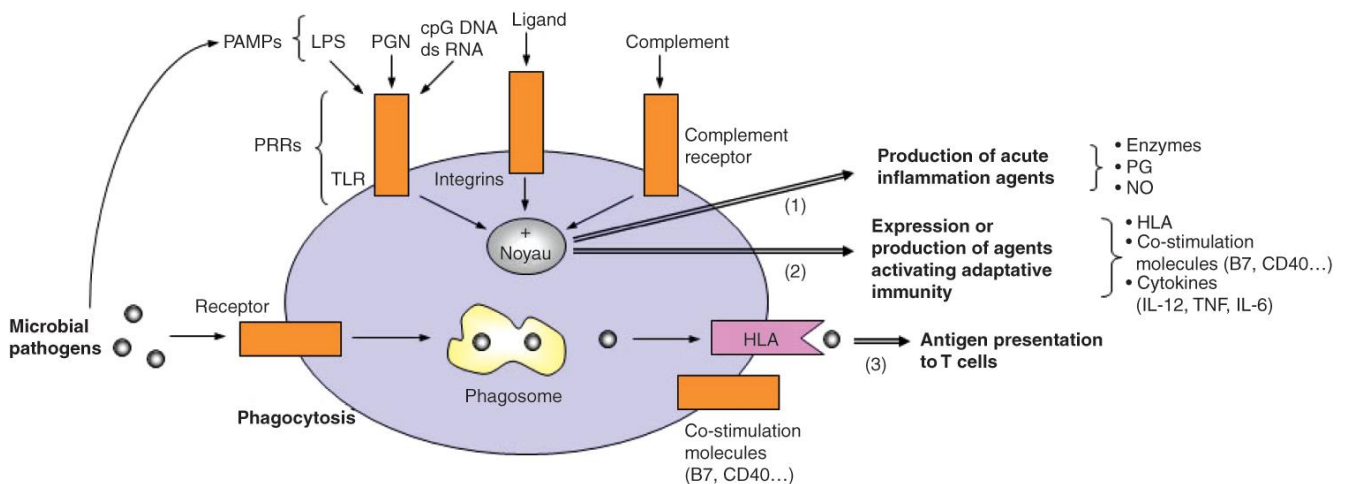 PAMPs
LPS
PGN
cpG DNA
ds RNA
Ligand
Complement
PRRs
TLR
Integrins
Complement
receptor
+
Noyau
(1)
Production of acute
inflammation agents
• Enzymes
• PG
• NO
(2)
Expression or
production of agents
activating adaptative
immunity
• HLA
• Co-stimulation
molecules (B7, CD40...)
• Cytokines
(IL-12, TNF, IL-6)
Microbial
pathogens
Receptor
Phagocytosis
Phagosome
HLA
(3)
Antigen presentation
to T cells
Co-stimulation
molecules
(B7, CD40...)